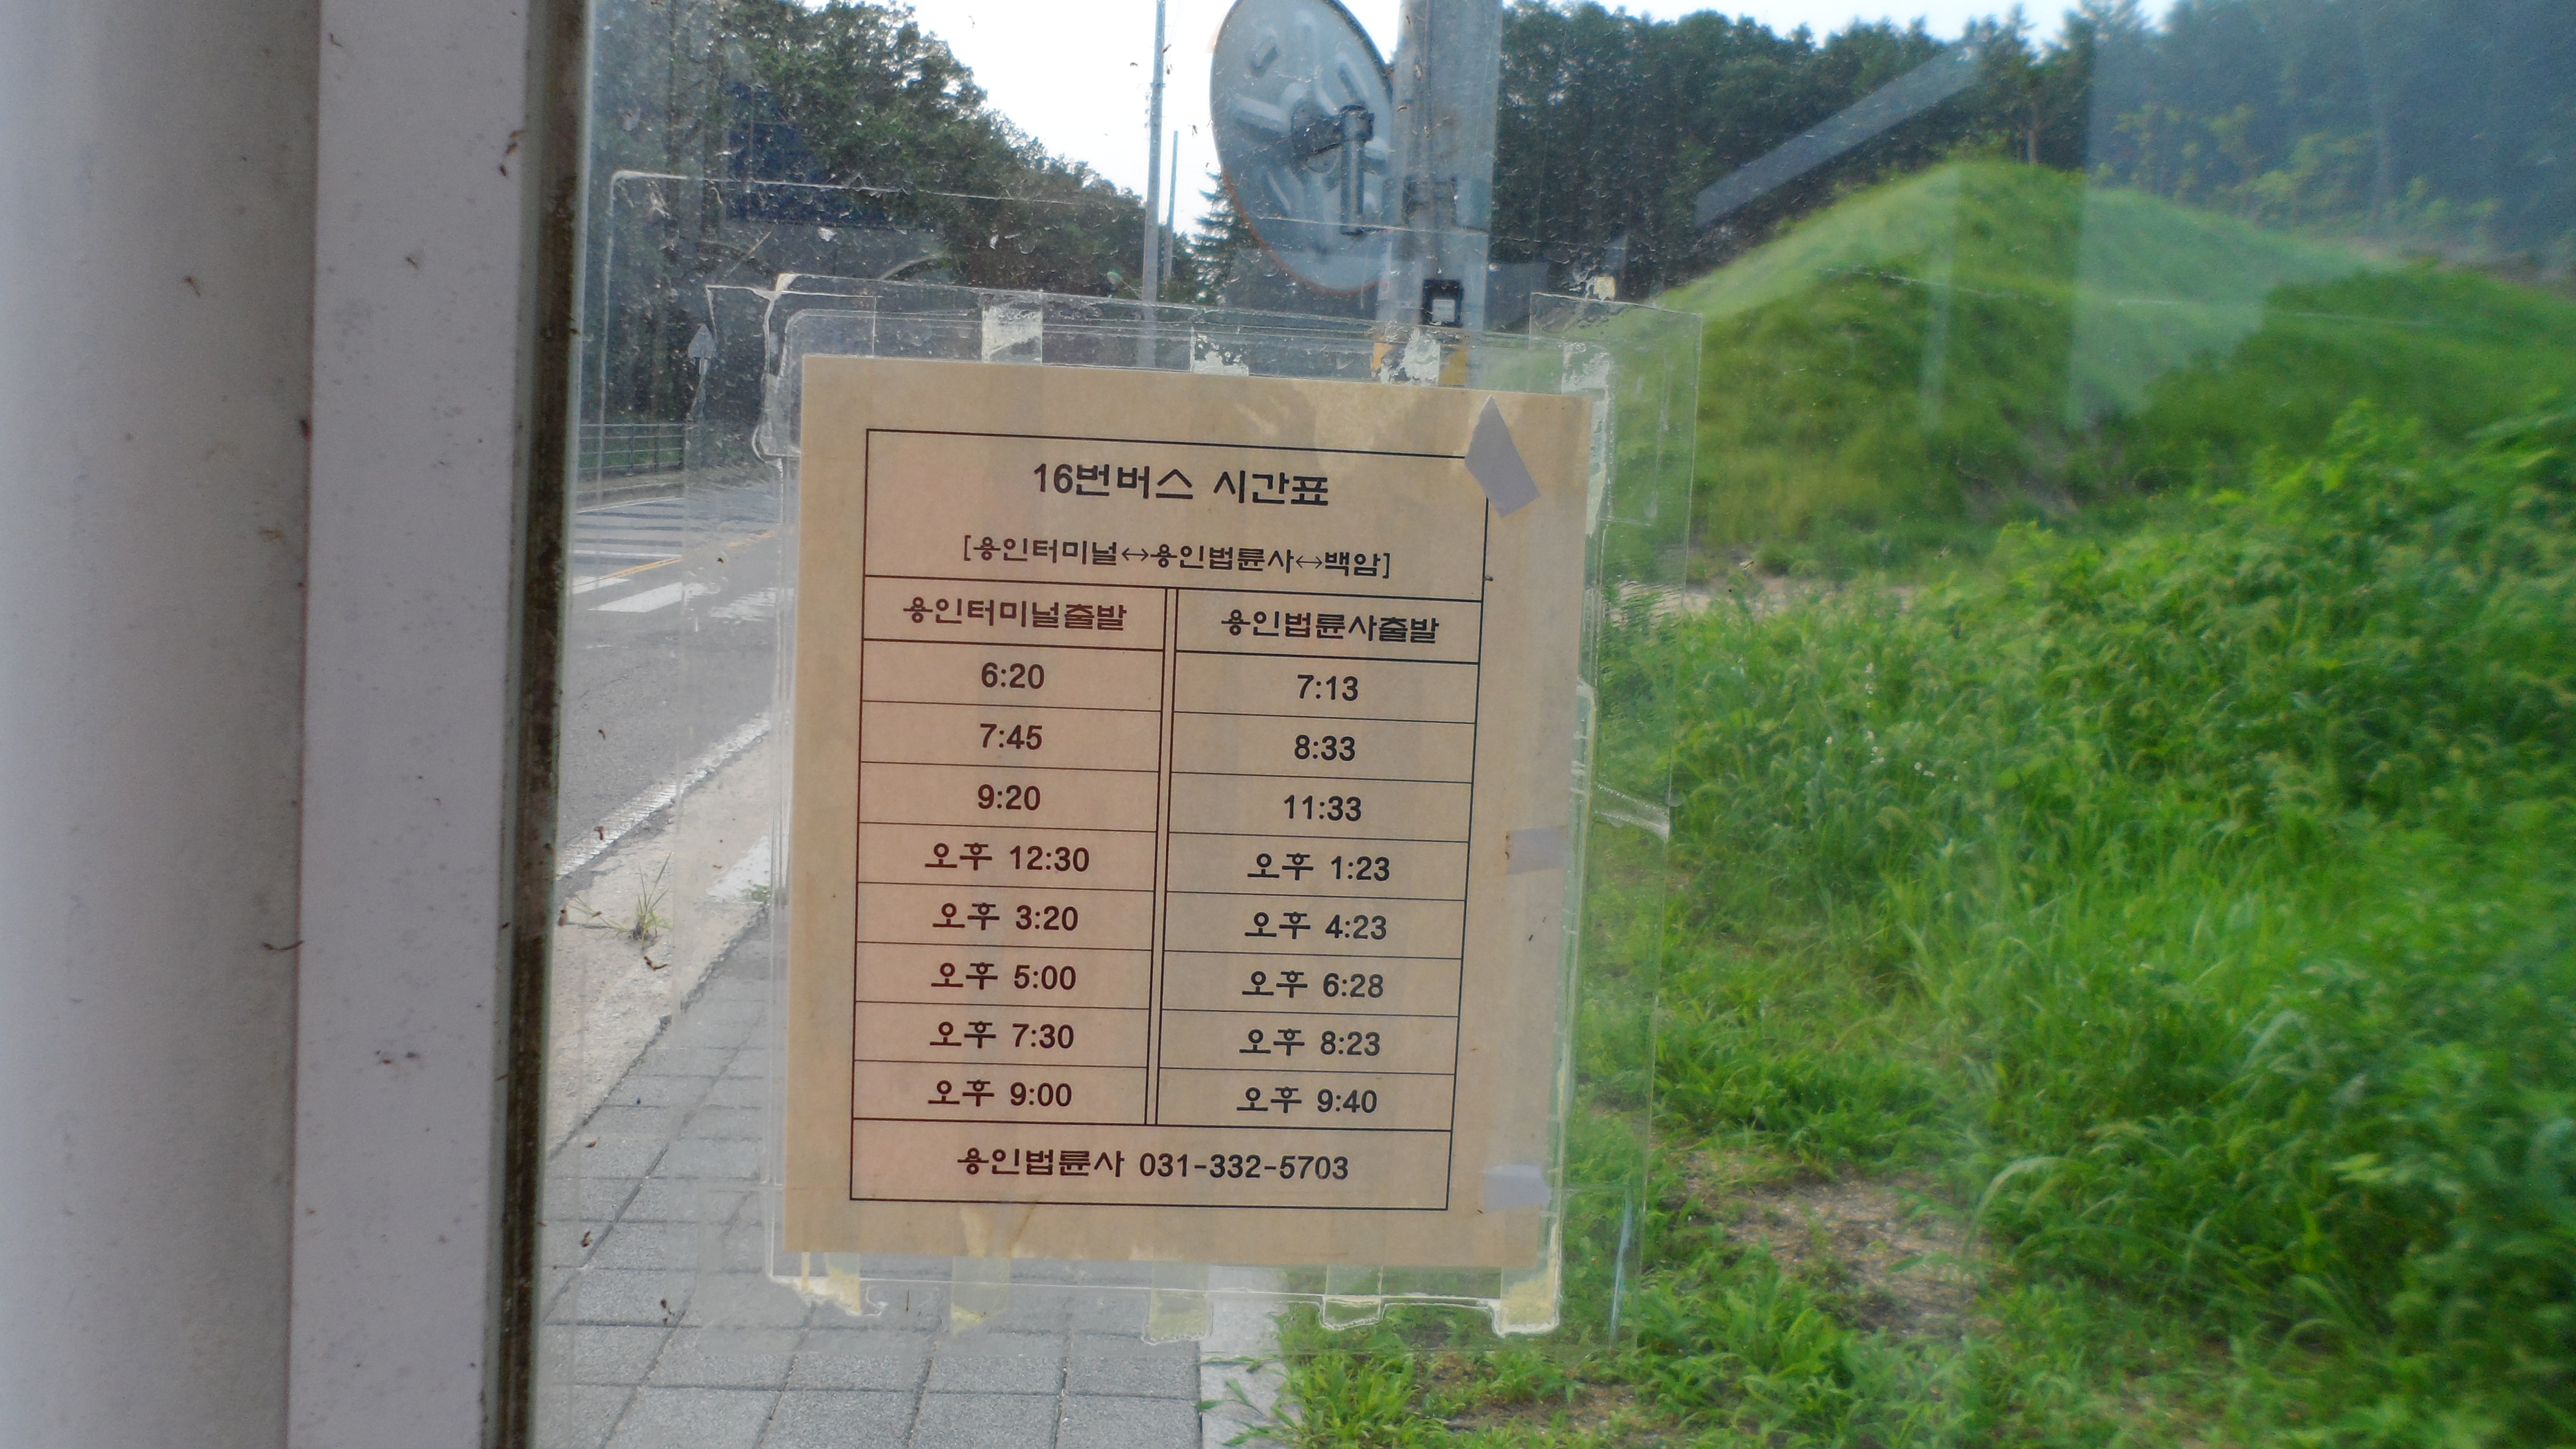 16번버스 시간표
[용인터미널↔용인법륜사↔백암]
용인터미널출발 용인법륜사출발
6:20 7:13
7:45 8:33
9:20 11:33
오후 12:30 오후 1:23
오후 3:20 오후 4:23
오후 5:00 오후 6:28
오후 7:30 오후 8:23
오후 9:00 오후 9:40
용인법륜사 031-332-5703